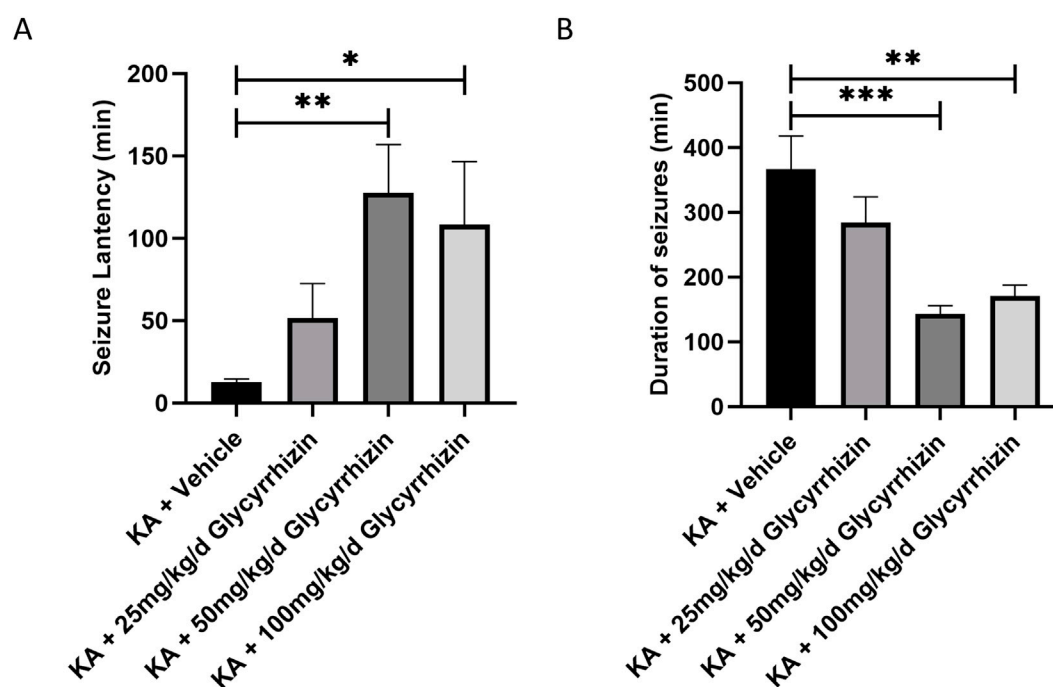 A
Seizure Lantency (min)
200
150
100
50
0
*
**
KA + Vehicle
KA + 25mg/kg/d Glycyrrhizin
KA + 50mg/kg/d Glycyrrhizin
KA + 100mg/kg/d Glycyrrhizin
B
Duration of seizures (min)
500
400
300
200
100
0
**
***
KA + Vehicle
KA + 25mg/kg/d Glycyrrhizin
KA + 50mg/kg/d Glycyrrhizin
KA + 100mg/kg/d Glycyrrhizin